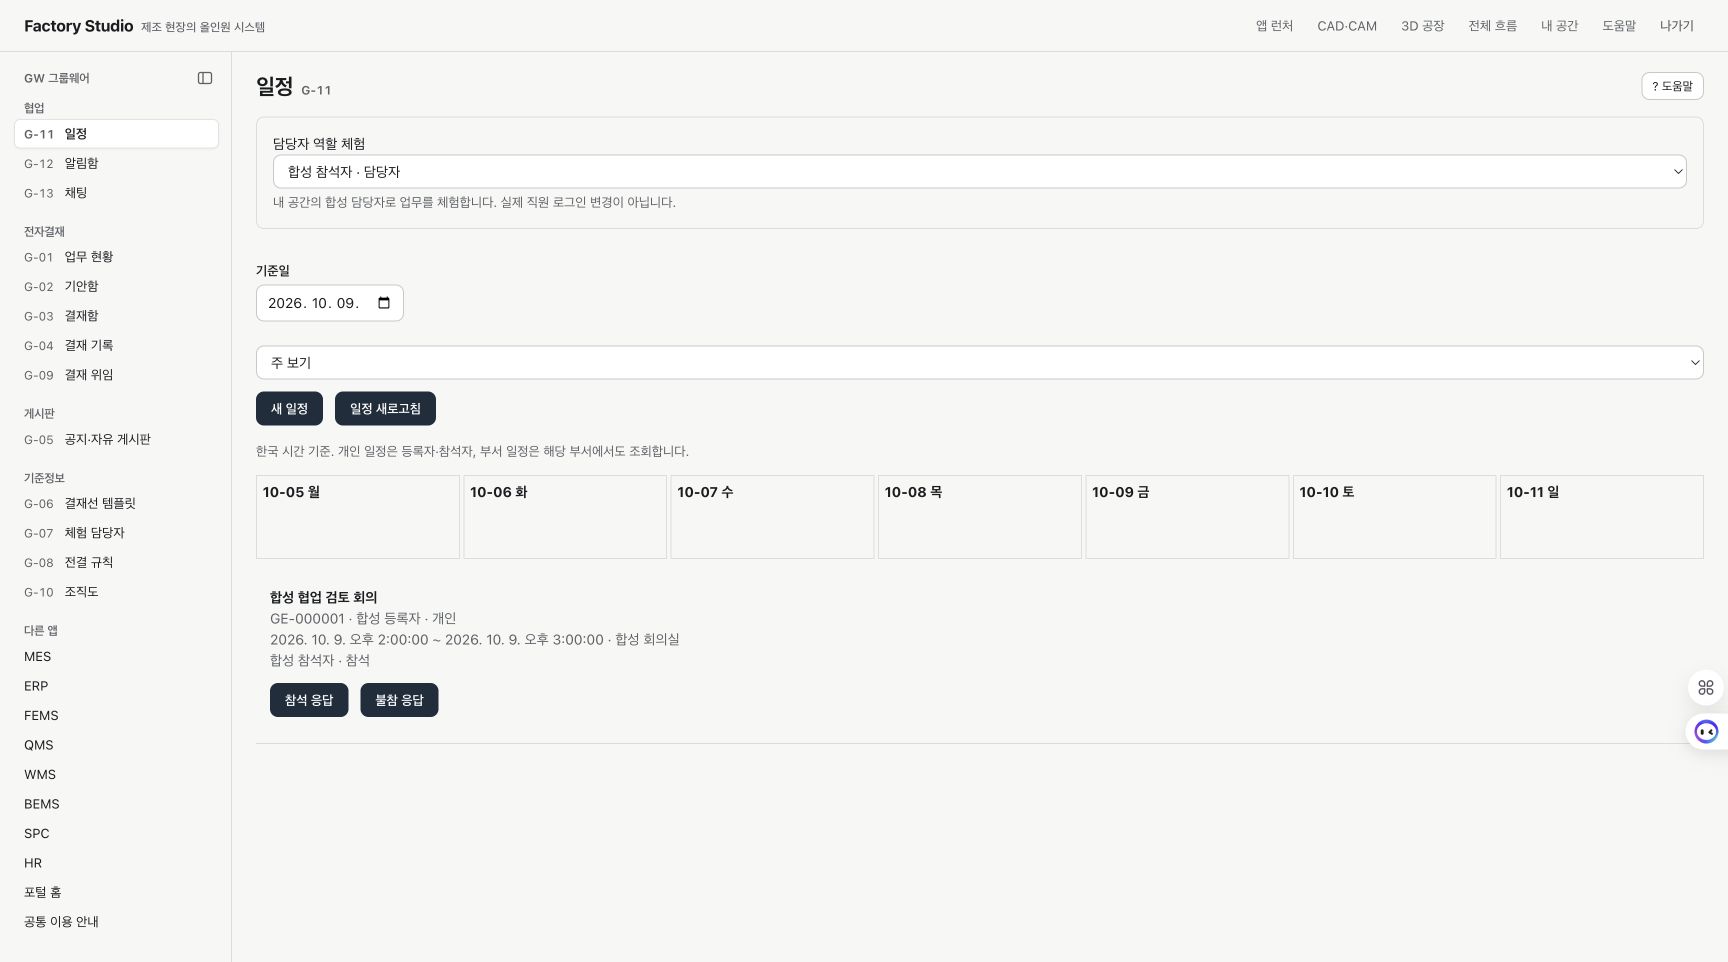 Factory Studio 제조 현장의 올인원 시스템
앱 런처 CAD·CAM 3D 공장 전체 흐름 내 공간 도움말 나가기
GW 그룹웨어
협업
G-11 일정
G-12 알림함
G-13 채팅
전자결재
G-01 업무 현황
G-02 기안함
G-03 결재함
G-04 결재 기록
G-09 결재 위임
게시판
G-05 공지·자유 게시판
기준정보
G-06 결재선 템플릿
G-07 체험 담당자
G-08 전결 규칙
G-10 조직도
다른 앱
MES
ERP
FEMS
QMS
WMS
BEMS
SPC
HR
포털 홈
공통 이용 안내
일정 G-11
? 도움말
담당자 역할 체험
합성 참석자 · 담당자
내 공간의 합성 담당자로 업무를 체험합니다. 실제 직원 로그인 변경이 아닙니다.
기준일
2026. 10. 09.
주 보기
새 일정 일정 새로고침
한국 시간 기준. 개인 일정은 등록자·참석자, 부서 일정은 해당 부서에서도 조회합니다.
10-05 월 10-06 화 10-07 수 10-08 목 10-09 금 10-10 토 10-11 일
합성 협업 검토 회의
GE-000001 · 합성 등록자 · 개인
2026. 10. 9. 오후 2:00:00 ~ 2026. 10. 9. 오후 3:00:00 · 합성 회의실
합성 참석자 · 참석
참석 응답 불참 응답